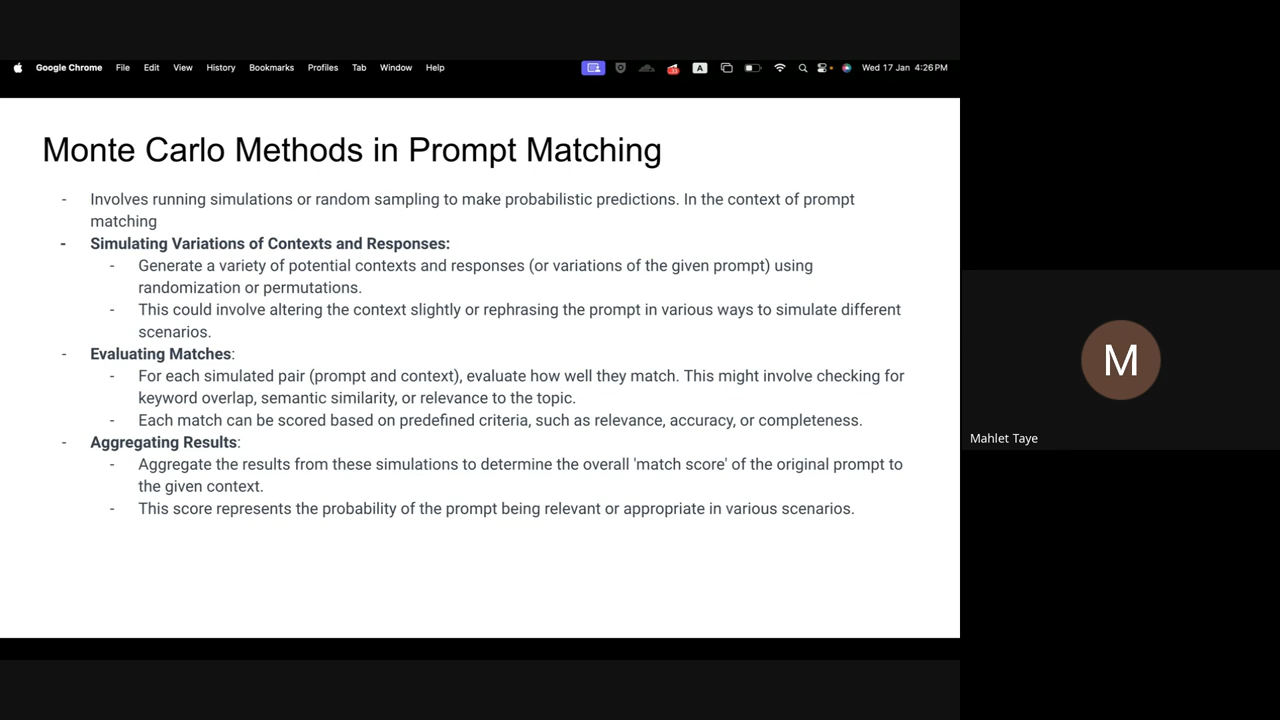 Google Chrome File Edit View History Bookmarks Profiles Tab Window Help A Wed 17 Jan 4:26 PM
Monte Carlo Methods in Prompt Matching
- Involves running simulations or random sampling to make probabilistic predictions. In the context of prompt
matching
- Simulating Variations of Contexts and Responses:
- Generate a variety of potential contexts and responses (or variations of the given prompt) using
randomization or permutations.
- This could involve altering the context slightly or rephrasing the prompt in various ways to simulate different
scenarios.
- Evaluating Matches:
- For each simulated pair (prompt and context), evaluate how well they match. This might involve checking for
keyword overlap, semantic similarity, or relevance to the topic.
- Each match can be scored based on predefined criteria, such as relevance, accuracy, or completeness.
- Aggregating Results:
- Aggregate the results from these simulations to determine the overall 'match score' of the original prompt to
the given context.
- This score represents the probability of the prompt being relevant or appropriate in various scenarios.
M
Mahlet Taye